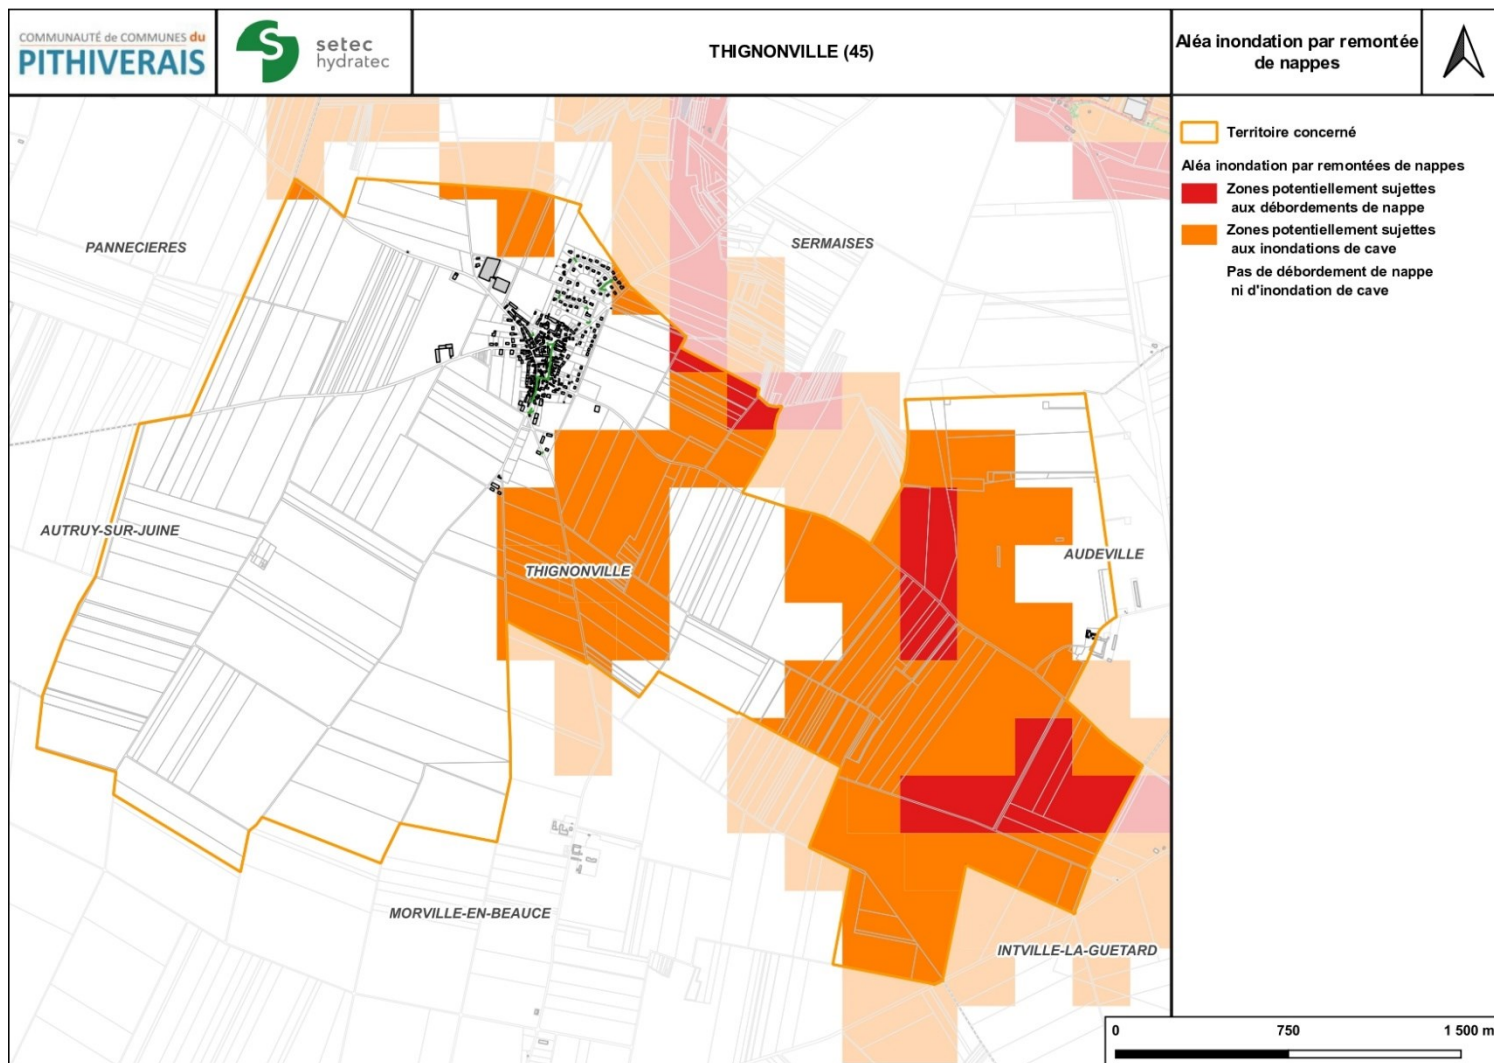 COMMUNAUTÉ de COMMUNES du
PITHIVERAIS
setec
hydratec
THIGNONVILLE (45)
Aléa inondation par remontée
de nappes
Territoire concerné
Aléa inondation par remontées de nappes
Zones potentiellement sujettes
aux débordements de nappe
Zones potentiellement sujettes
aux inondations de cave
Pas de débordement de nappe
ni d'inondation de cave
PANNECIERES
SERMAISES
AUTRUY-SUR-JUINE
THIGNONVILLE
AUDEVILLE
MORVILLE-EN-BEAUCE
INTVILLE-LA-GUETARD
0 750 1 500 m